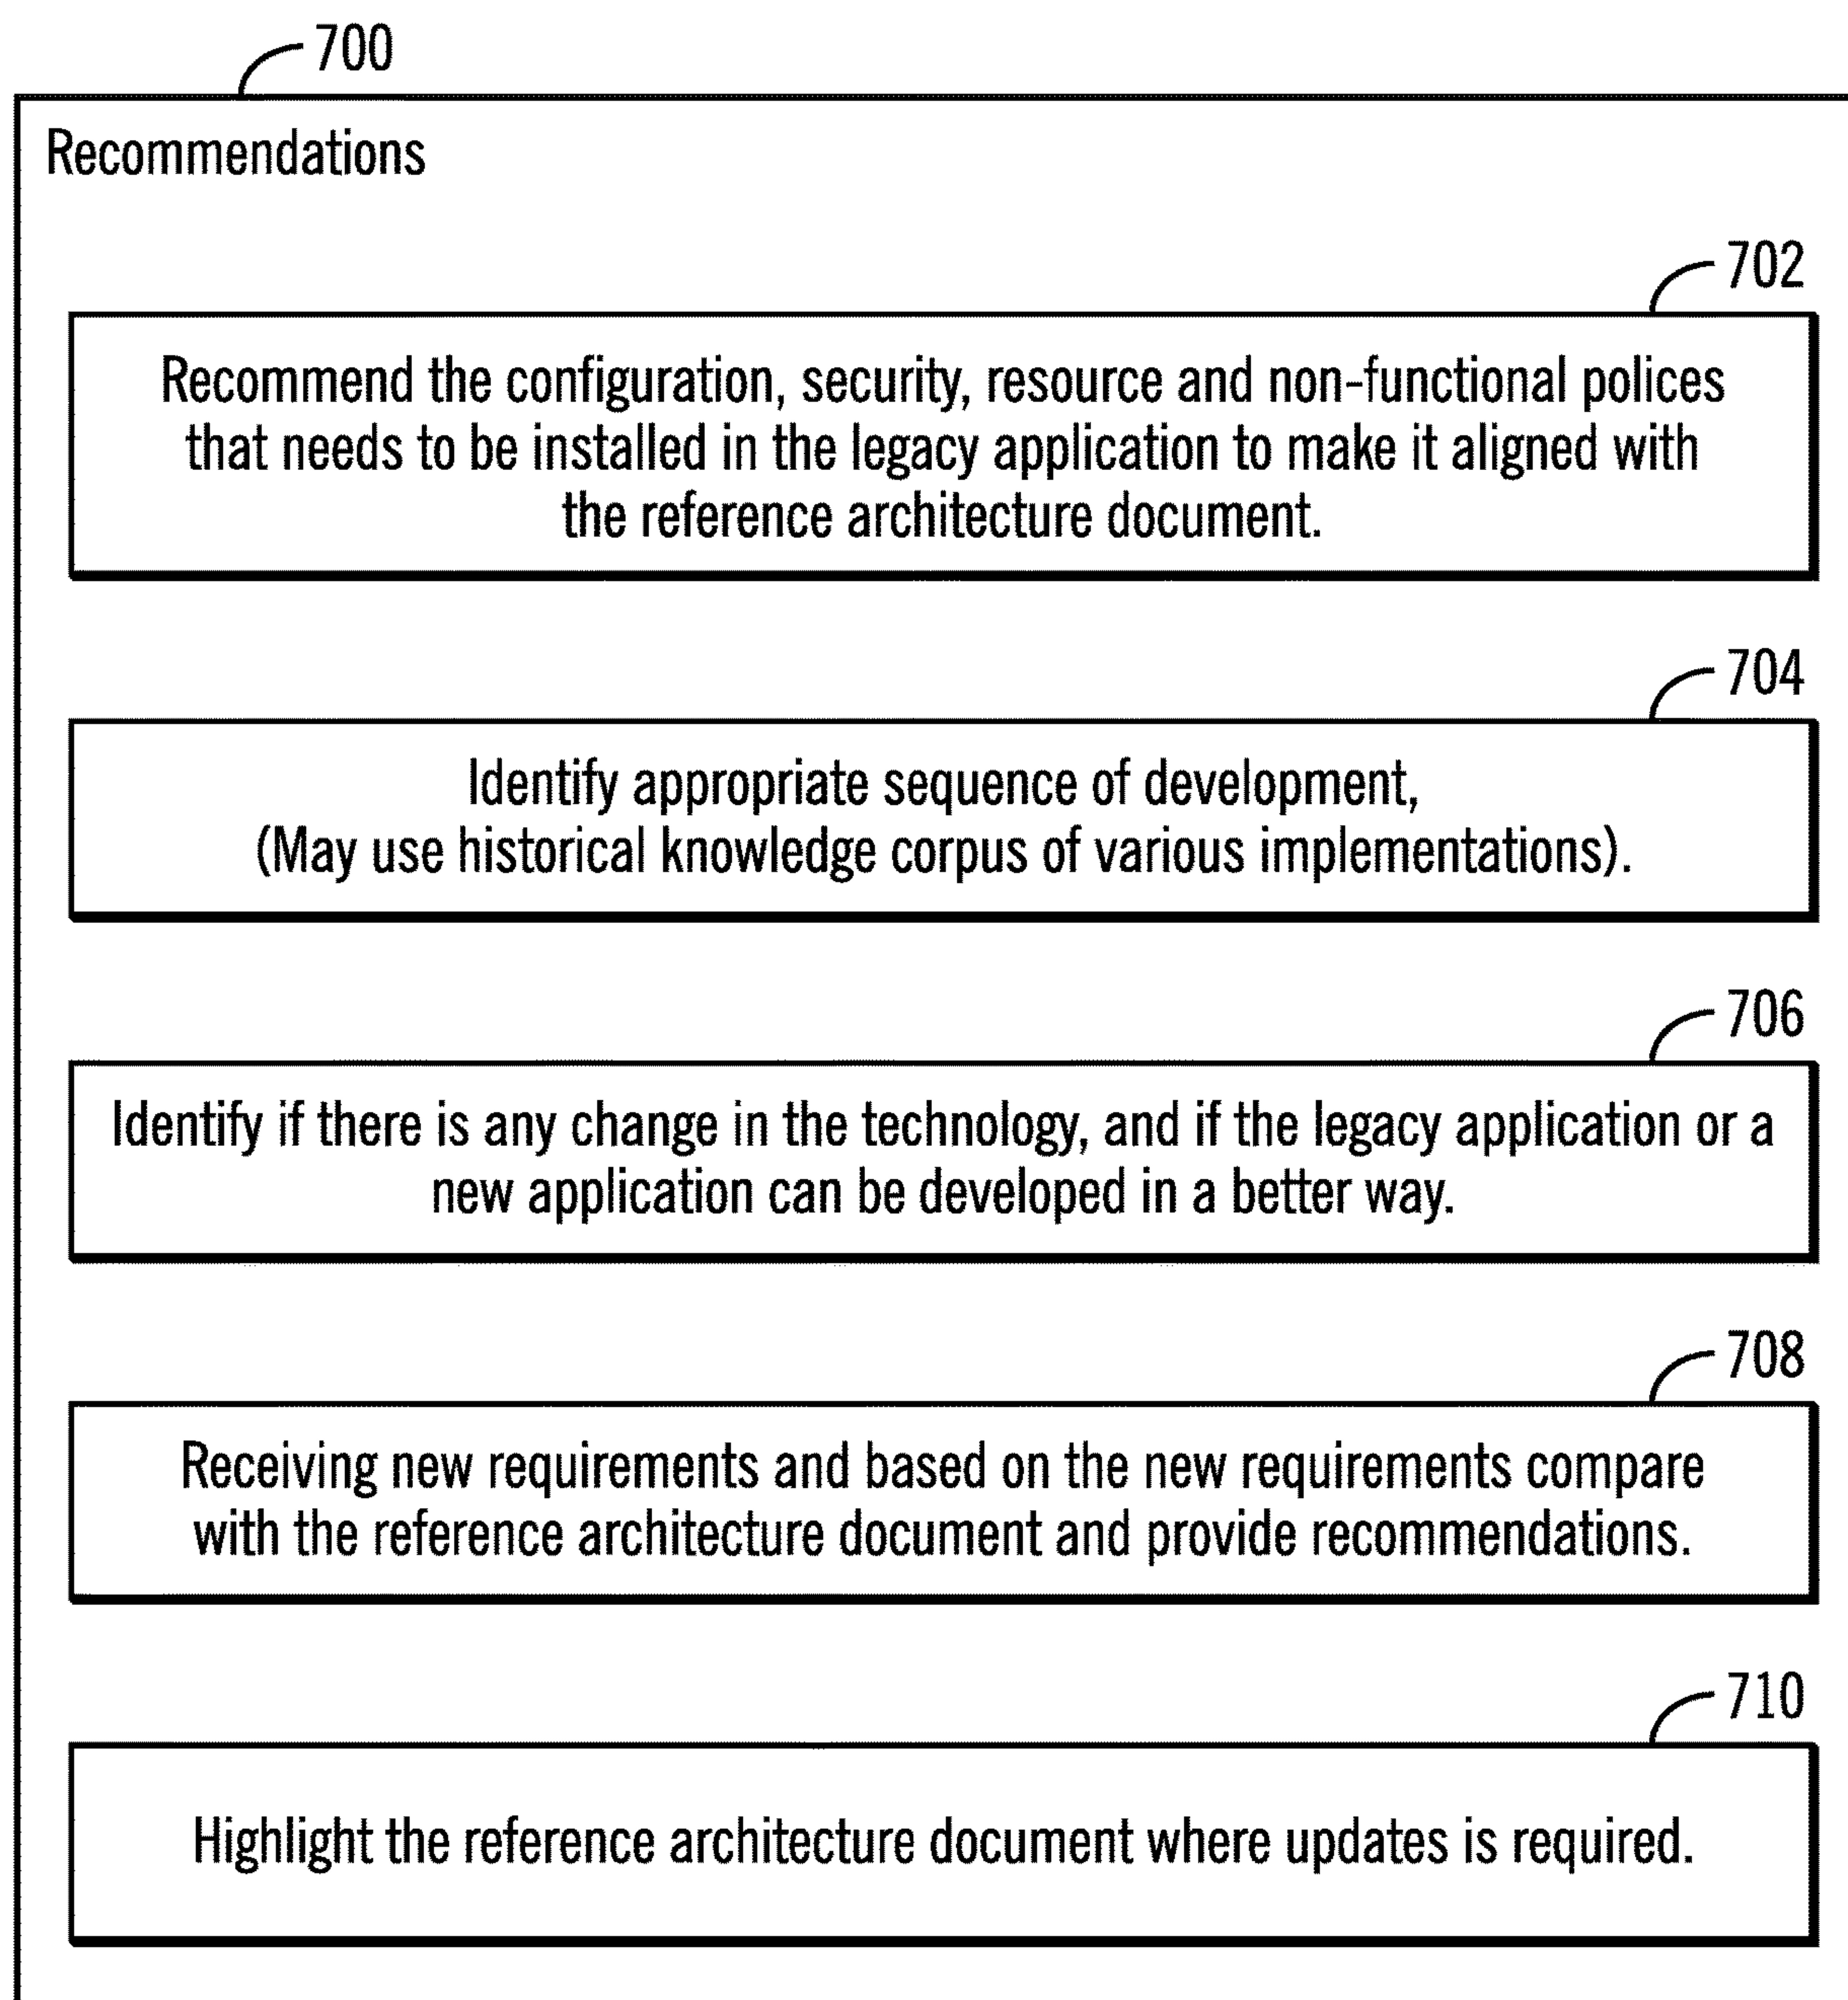 700
Recommendations
702
Recommend the configuration, security, resource and non-functional polices
that needs to be installed in the legacy application to make it aligned with
the reference architecture document.
704
Identify appropriate sequence of development,
(May use historical knowledge corpus of various implementations).
706
Identify if there is any change in the technology, and if the legacy application or a
new application can be developed in a better way.
708
Receiving new requirements and based on the new requirements compare
with the reference architecture document and provide recommendations.
710
Highlight the reference architecture document where updates is required.